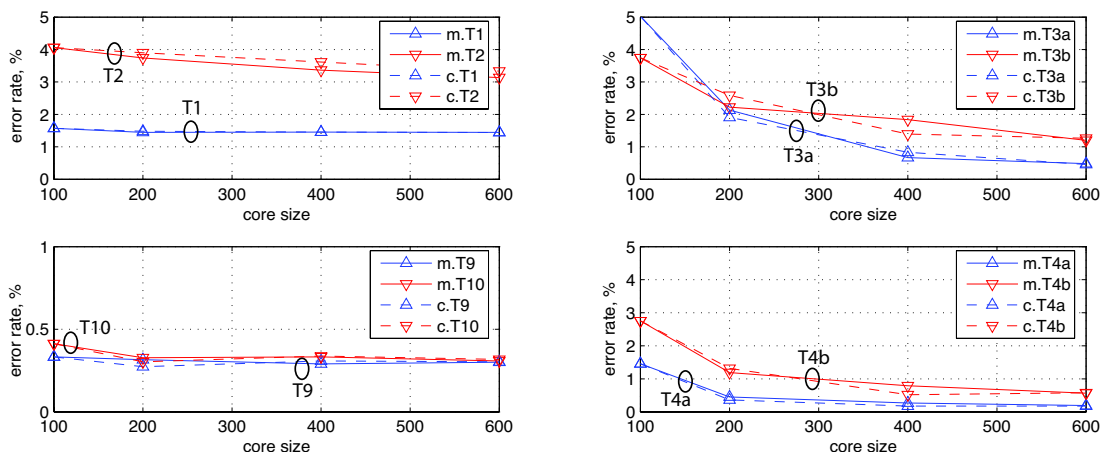 5
4
3
2
1
0
error rate, %
100 200 300 400 500 600
core size
T2
T1
m.T1
m.T2
c.T1
c.T2
5
4
3
2
1
0
error rate, %
100 200 300 400 500 600
core size
T3b
T3a
m.T3a
m.T3b
c.T3a
c.T3b
1
0.5
0
error rate, %
100 200 300 400 500 600
core size
T10
T9
m.T9
m.T10
c.T9
c.T10
5
4
3
2
1
0
error rate, %
100 200 300 400 500 600
core size
T4b
T4a
m.T4a
m.T4b
c.T4a
c.T4b